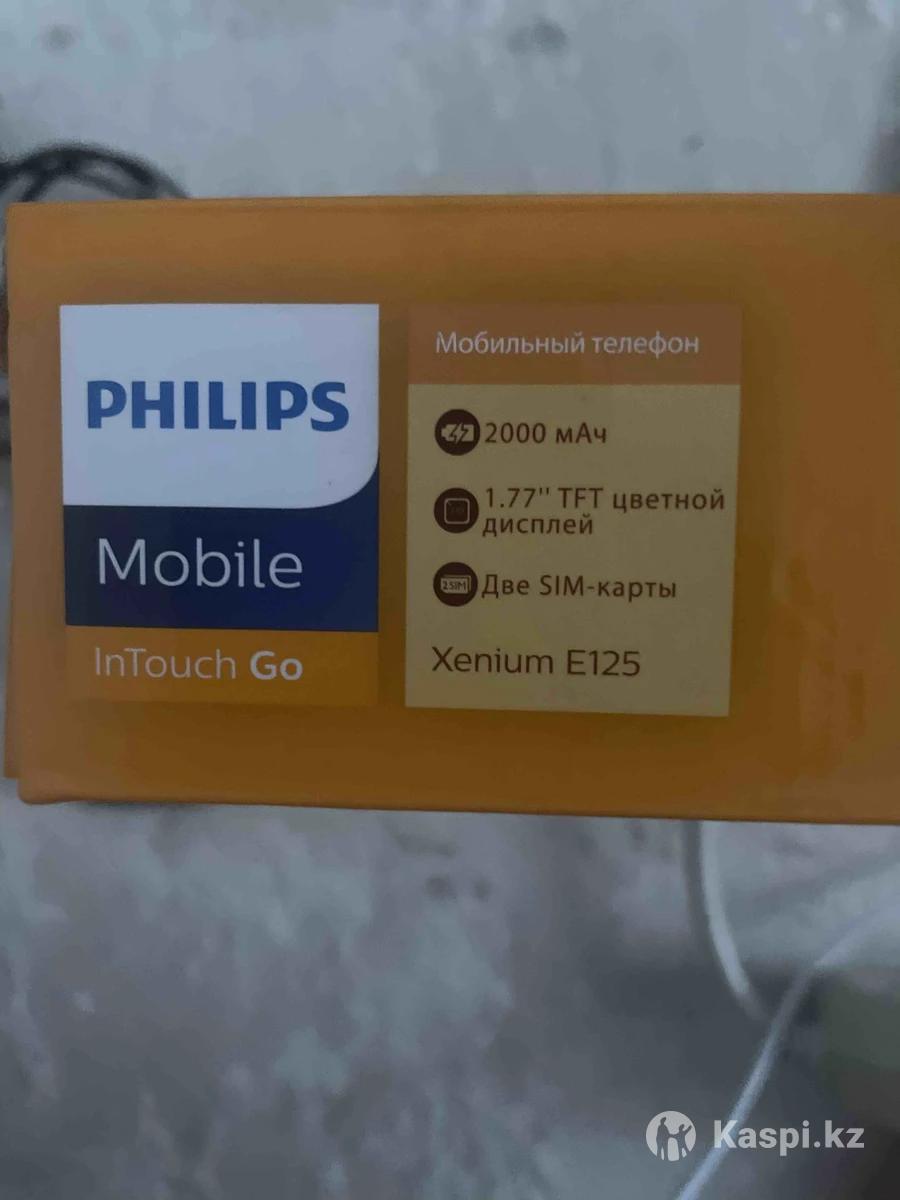 PHILIPS
Mobile
InTouch Go
Мобильный телефон
2000 мАч
1.77'' TFT цветной
дисплей
2SIM
Две SIM-карты
Xenium E125
Kaspi.kz